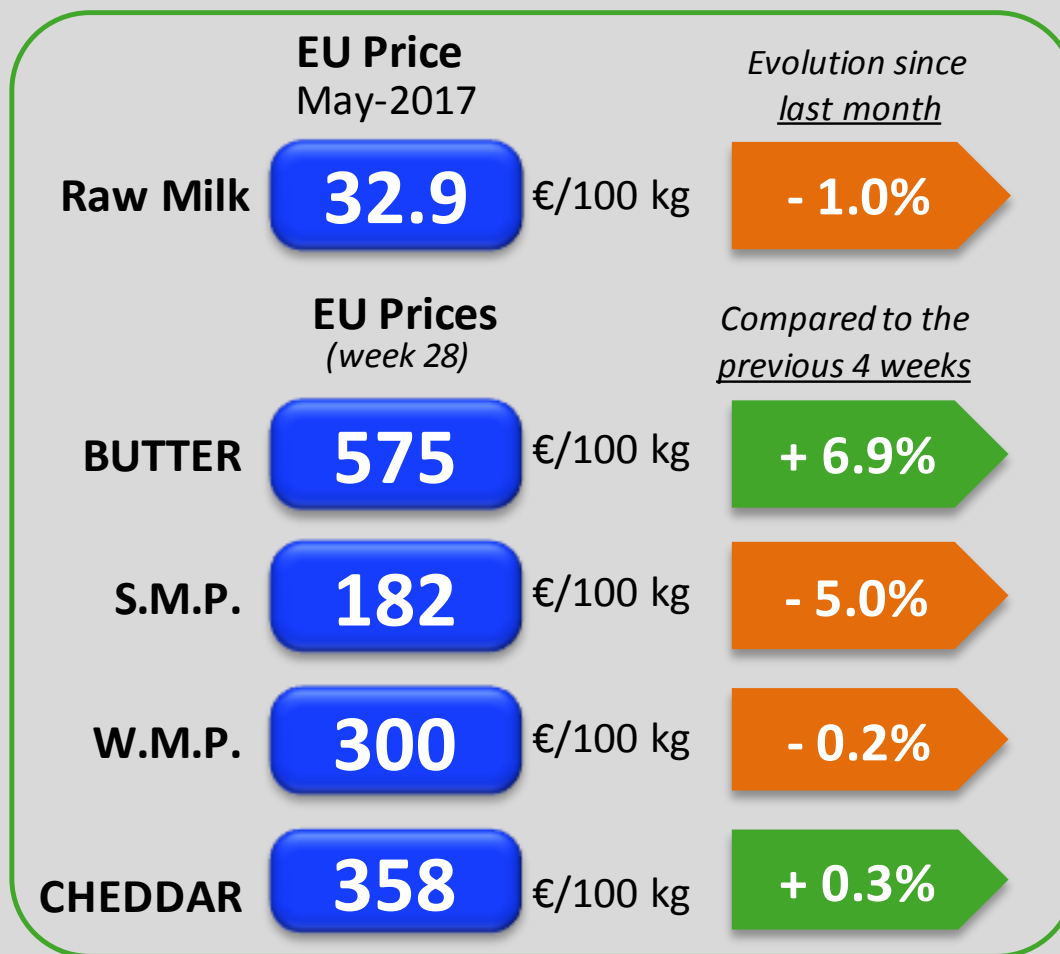 EU Price
May-2017
Evolution since
last month
Raw Milk 32.9 €/100 kg - 1.0%
EU Prices
(week 28)
Compared to the
previous 4 weeks
BUTTER 575 €/100 kg + 6.9%
S.M.P. 182 €/100 kg - 5.0%
W.M.P. 300 €/100 kg - 0.2%
CHEDDAR 358 €/100 kg + 0.3%